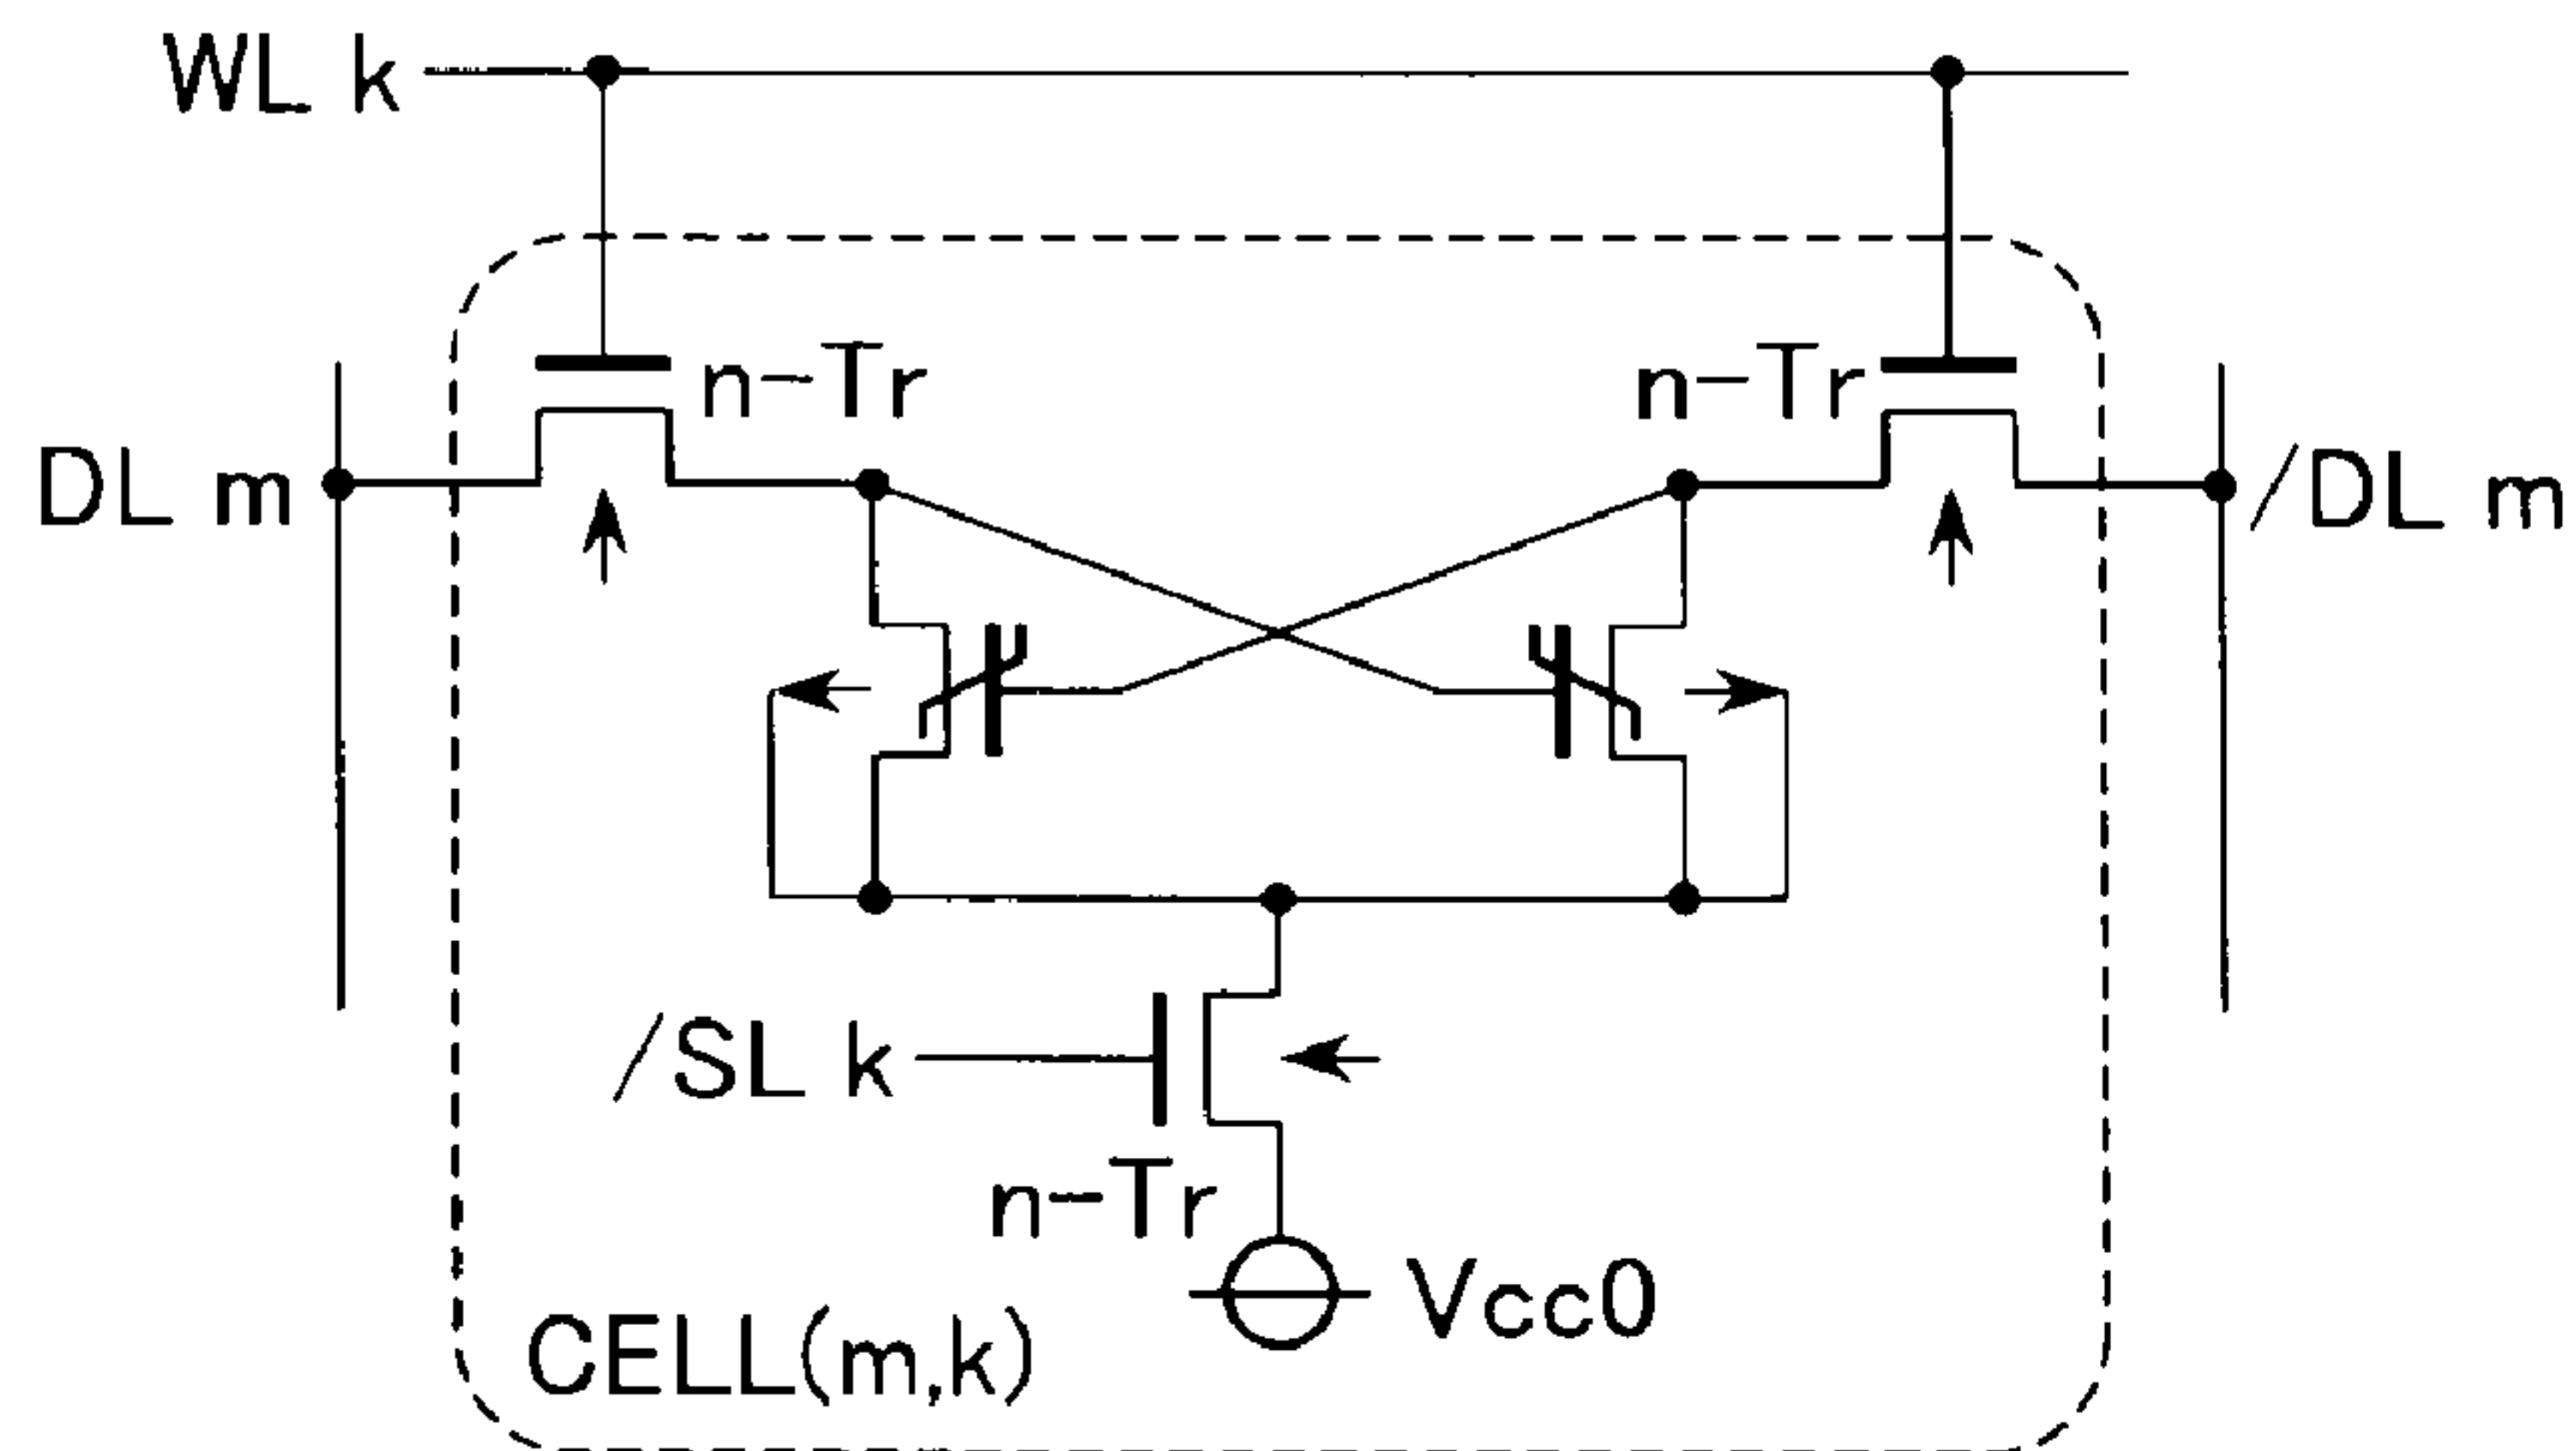 WL k
n-Tr n-Tr
DL m /DL m
/SL k
n-Tr
Vcc0
CELL(m,k)